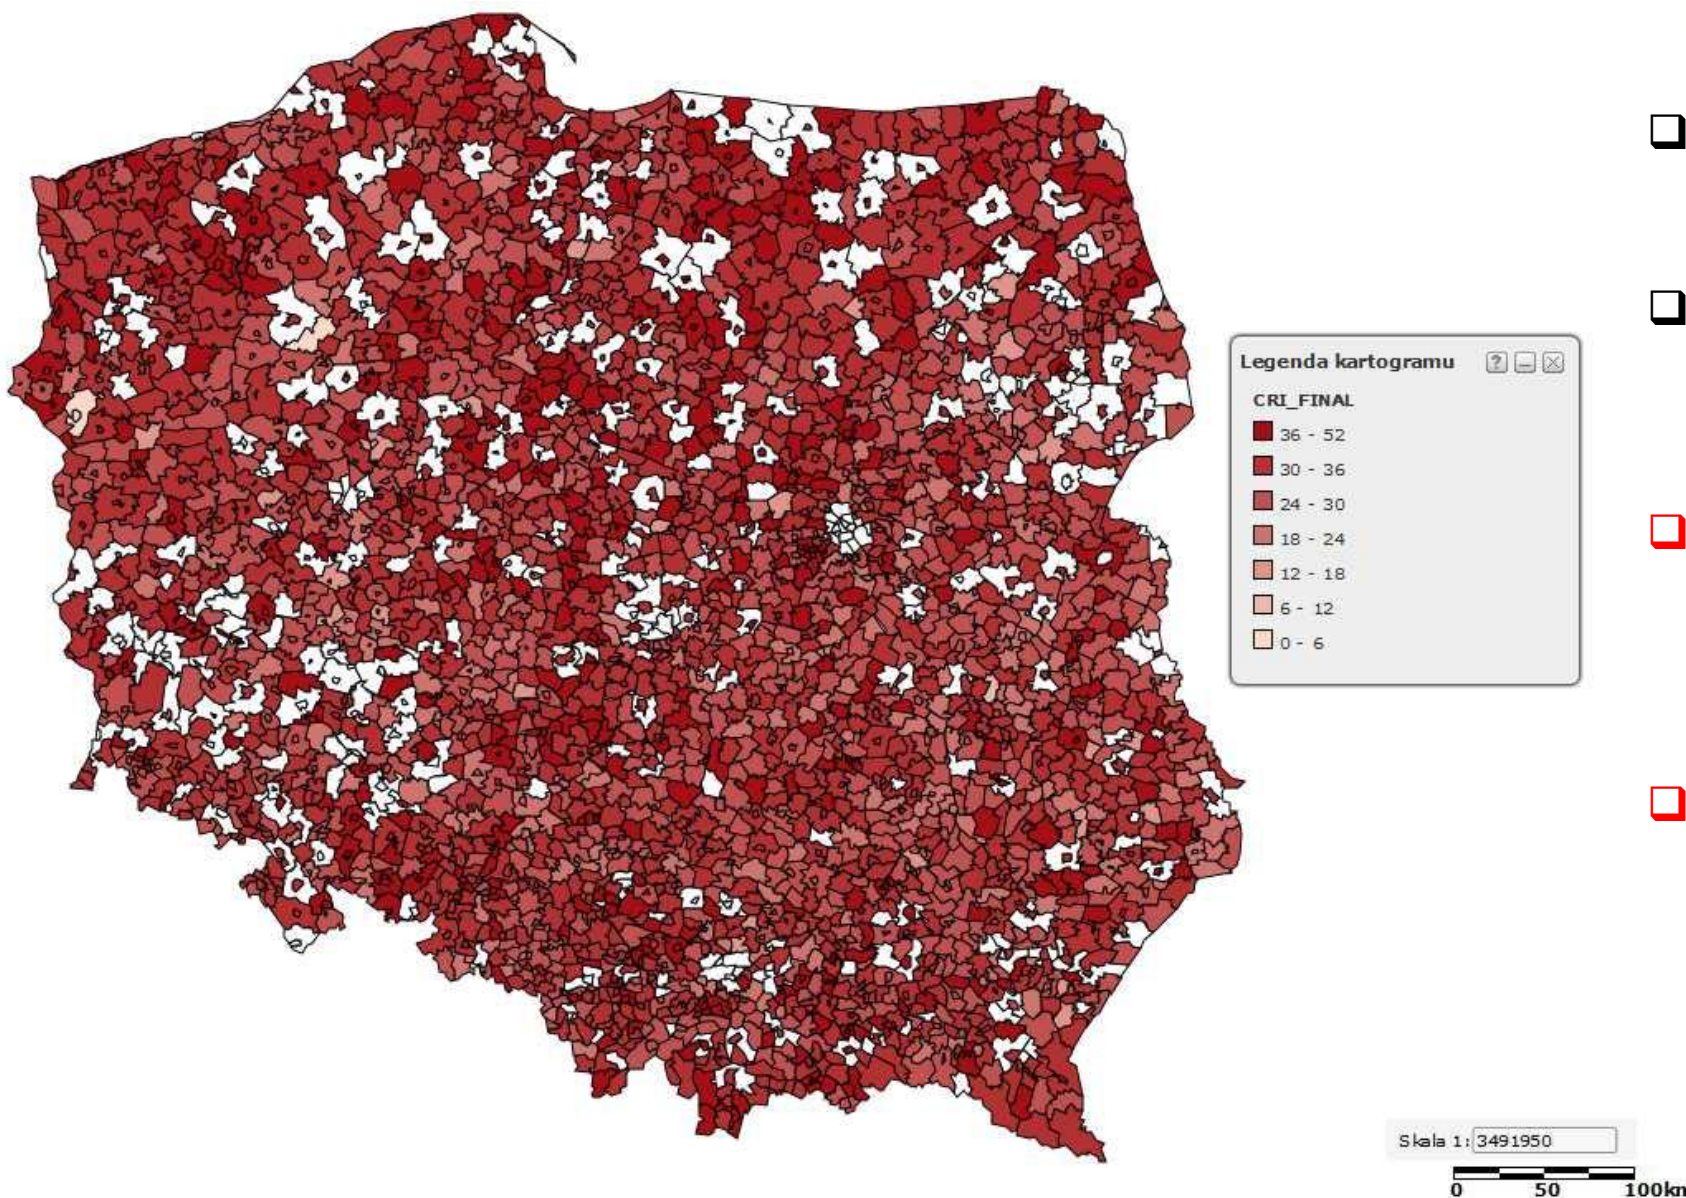 Legenda kartogramu
CRI_FINAL
36 - 52
30 - 36
24 - 30
18 - 24
12 - 18
6 - 12
0 - 6
Skala 1: 3491950
0 50 100km